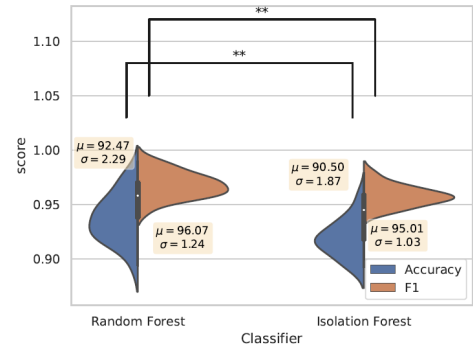 **
**
1.10
1.05
1.00
0.95
0.90
score
μ = 92.47
σ = 2.29
μ = 96.07
σ = 1.24
μ = 90.50
σ = 1.87
μ = 95.01
σ = 1.03
Accuracy
F1
Random Forest
Isolation Forest
Classifier